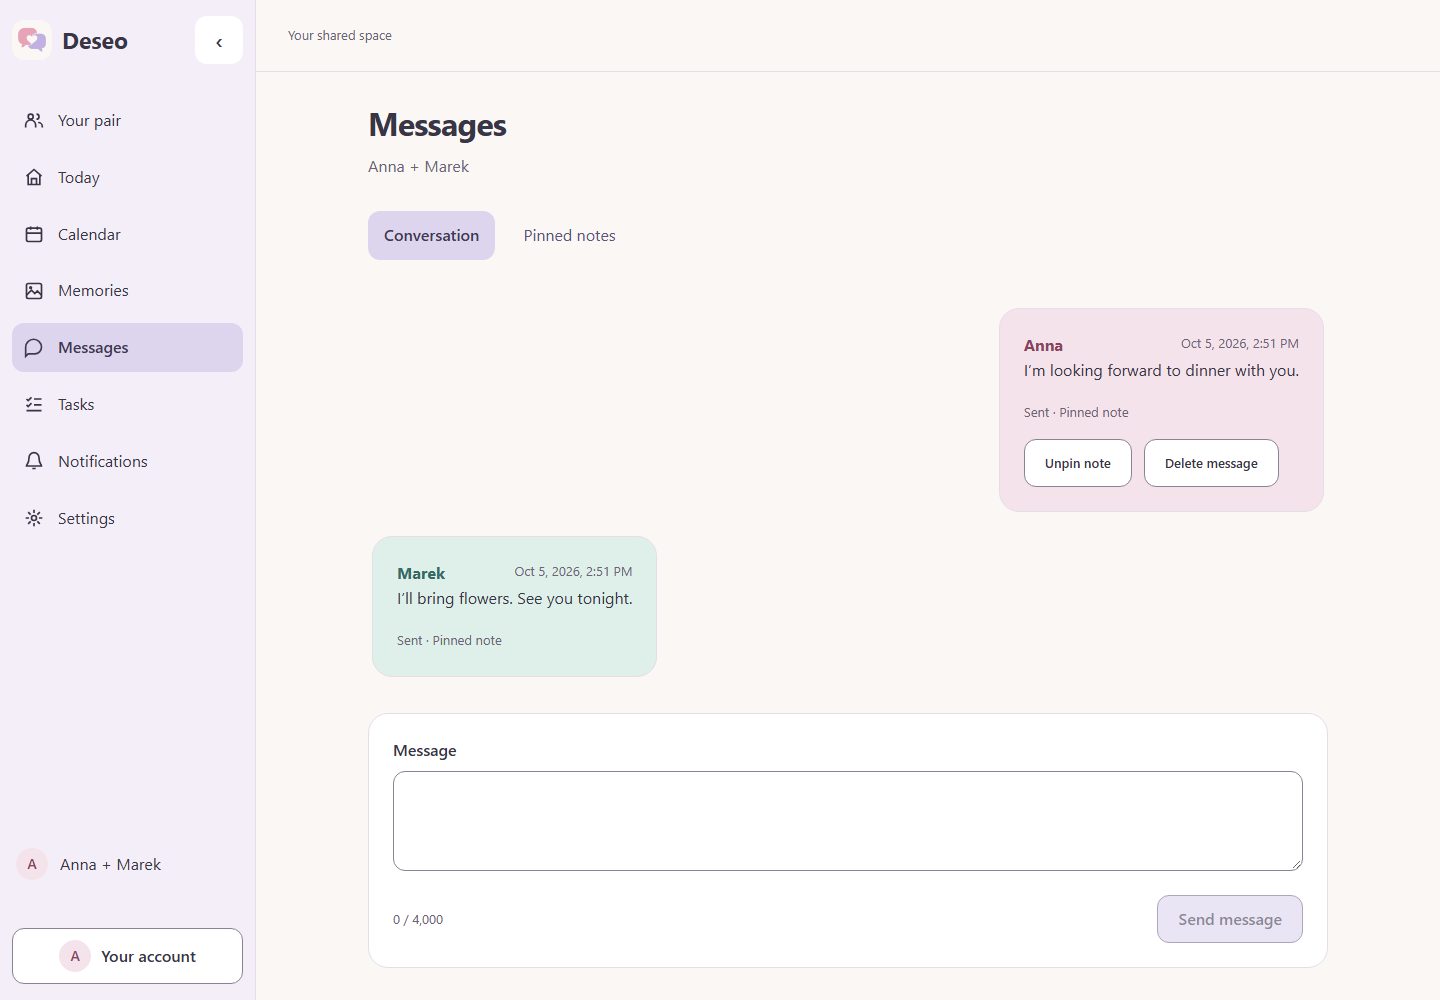 Deseo
‹
Your pair
Today
Calendar
Memories
Messages
Tasks
Notifications
Settings
A
Anna + Marek
A
Your account
Your shared space
Messages
Anna + Marek
Conversation
Pinned notes
Anna
Oct 5, 2026, 2:51 PM
I’m looking forward to dinner with you.
Sent · Pinned note
Unpin note
Delete message
Marek
Oct 5, 2026, 2:51 PM
I’ll bring flowers. See you tonight.
Sent · Pinned note
Message
0 / 4,000
Send message